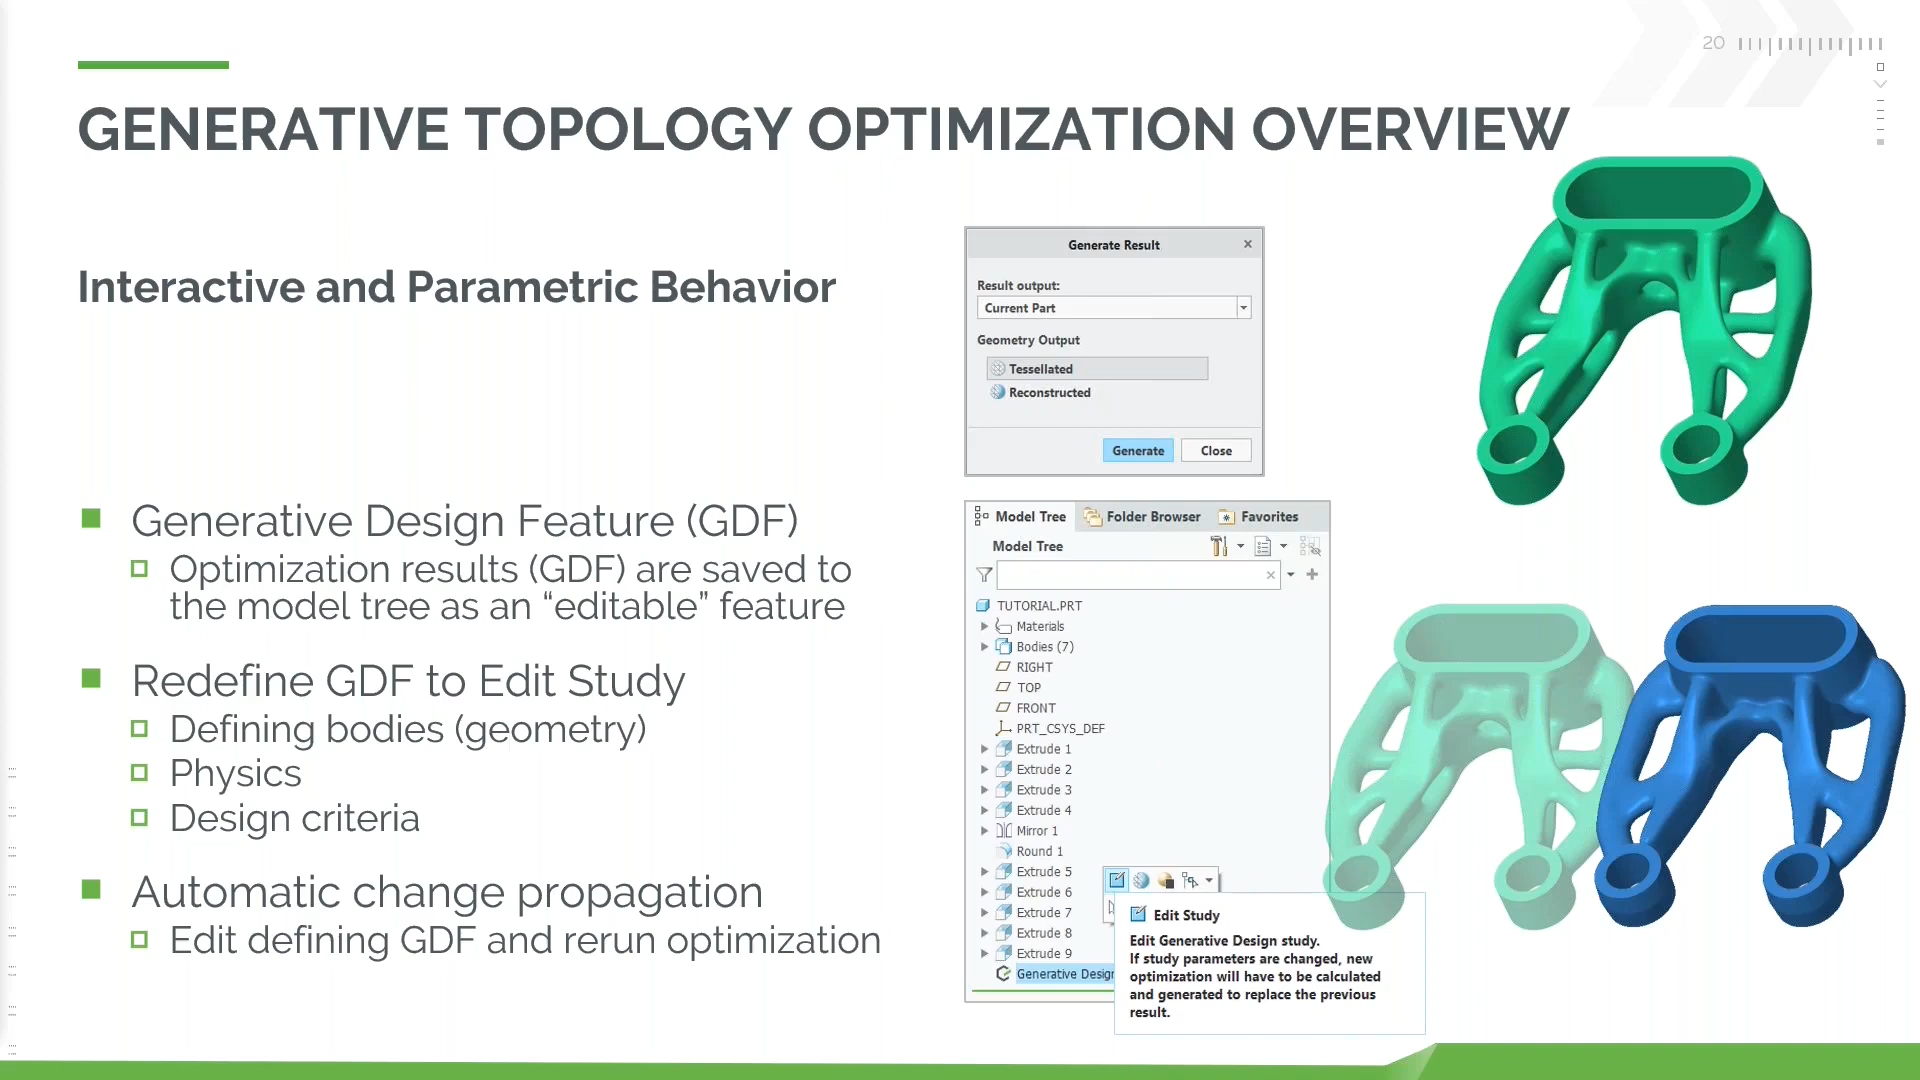 20
GENERATIVE TOPOLOGY OPTIMIZATION OVERVIEW
Interactive and Parametric Behavior
Generative Design Feature (GDF)
Optimization results (GDF) are saved to
the model tree as an “editable” feature
Redefine GDF to Edit Study
Defining bodies (geometry)
Physics
Design criteria
Automatic change propagation
Edit defining GDF and rerun optimization
Generate Result
Result output:
Current Part
Geometry Output
Tessellated
Reconstructed
Generate Close
Model Tree Folder Browser Favorites
Model Tree
TUTORIAL.PRT
Materials
Bodies (7)
RIGHT
TOP
FRONT
PRT_CSYS_DEF
Extrude 1
Extrude 2
Extrude 3
Extrude 4
Mirror 1
Round 1
Extrude 5
Extrude 6
Extrude 7
Extrude 8
Extrude 9
Generative Design
Edit Study
Edit Generative Design study.
If study parameters are changed, new
optimization will have to be calculated
and generated to replace the previous
result.